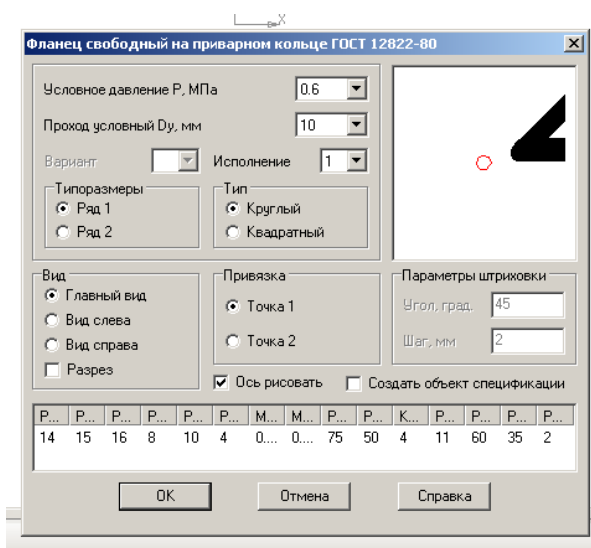 X
Фланец свободный на приварном кольце ГОСТ 12822-80
Условное давление Р, МПа 0.6
Проход условный Dу, мм 10
Вариант Исполнение 1
Типоразмеры
Ряд 1
Ряд 2
Тип
Круглый
Квадратный
Вид
Главный вид
Вид слева
Вид справа
Разрез
Привязка
Точка 1
Точка 2
Параметры штриховки
Угол, град. 45
Шаг, мм 2
Ось рисовать Создать объект спецификации
Р... Р... Р... Р... Р... Р... М... М... Р... Р... К... Р... Р... Р... Р...
14 15 16 8 10 4 0.... 0.... 75 50 4 11 60 35 2
OK Отмена Справка